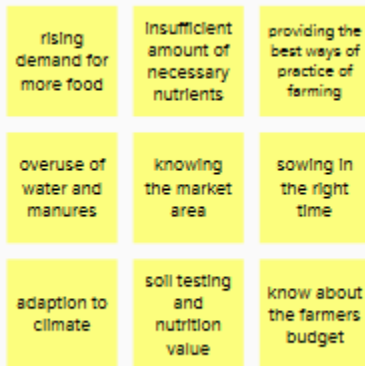 rising
demand for
more food
insufficient
amount of
necessary
nutrients
providing the
best ways of
practice of
farming
overuse of
water and
manures
knowing
the market
area
sowing in
the right
time
adaption to
climate
soil testing
and
nutrition
value
know about
the farmers
budget